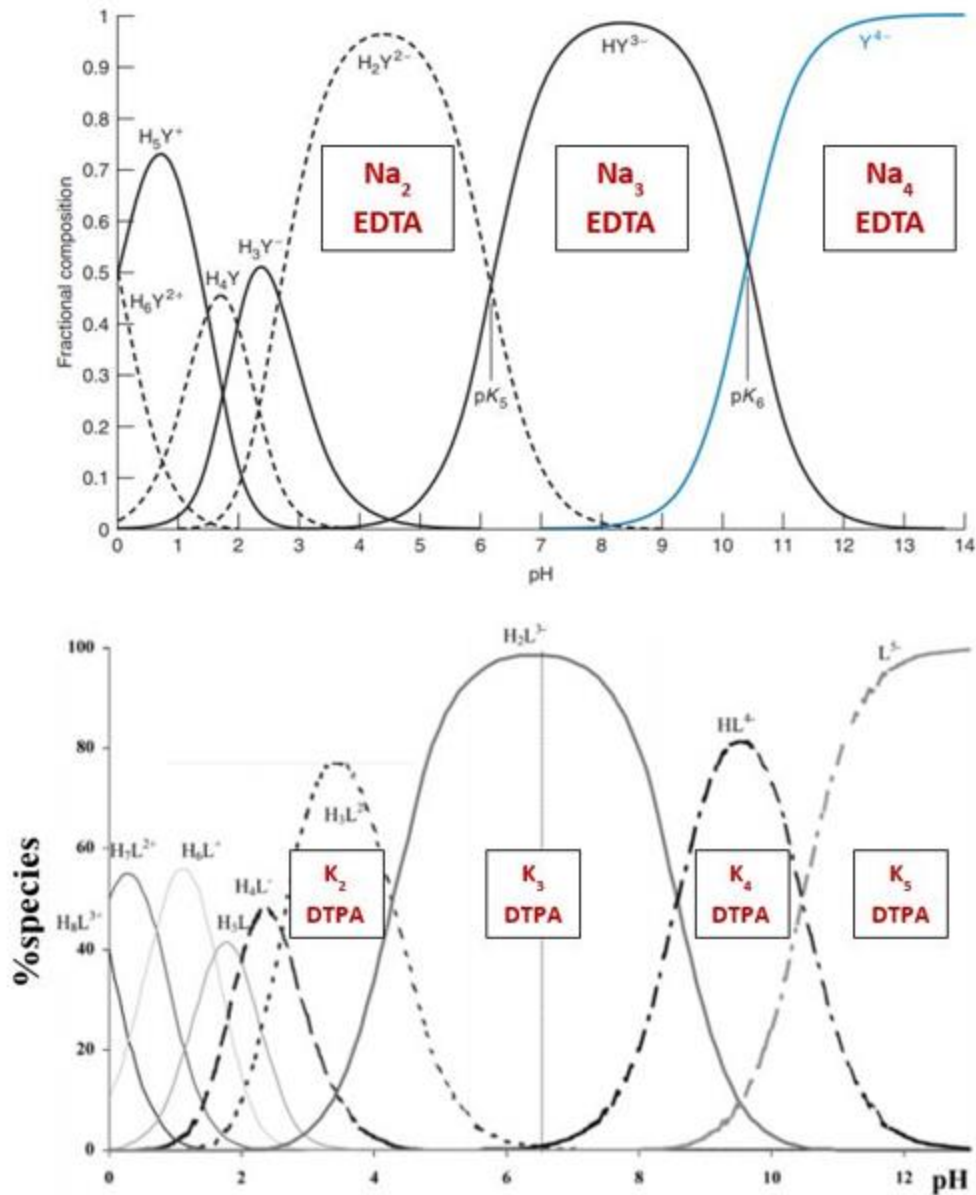 1
0.9
0.8
0.7
0.6
0.5
0.4
0.3
0.2
0.1
0
Fractional composition
H₅Y⁺
H₆Y²⁺
H₄Y
H₃Y⁻
H₂Y²⁻
HY³⁻
Y⁴⁻
Na₂
EDTA
Na₃
EDTA
Na₄
EDTA
pK₅
pK₆
0 1 2 3 4 5 6 7 8 9 10 11 12 13 14
pH
100
80
60
40
20
0
%species
H₈L³⁺
H₇L²⁺
H₆L⁺
H₅L
H₄L⁻
H₃L²⁻
H₂L³⁻
HL⁴⁻
L⁵⁻
K₂
DTPA
K₃
DTPA
K₄
DTPA
K₅
DTPA
0 2 4 6 8 10 12 pH